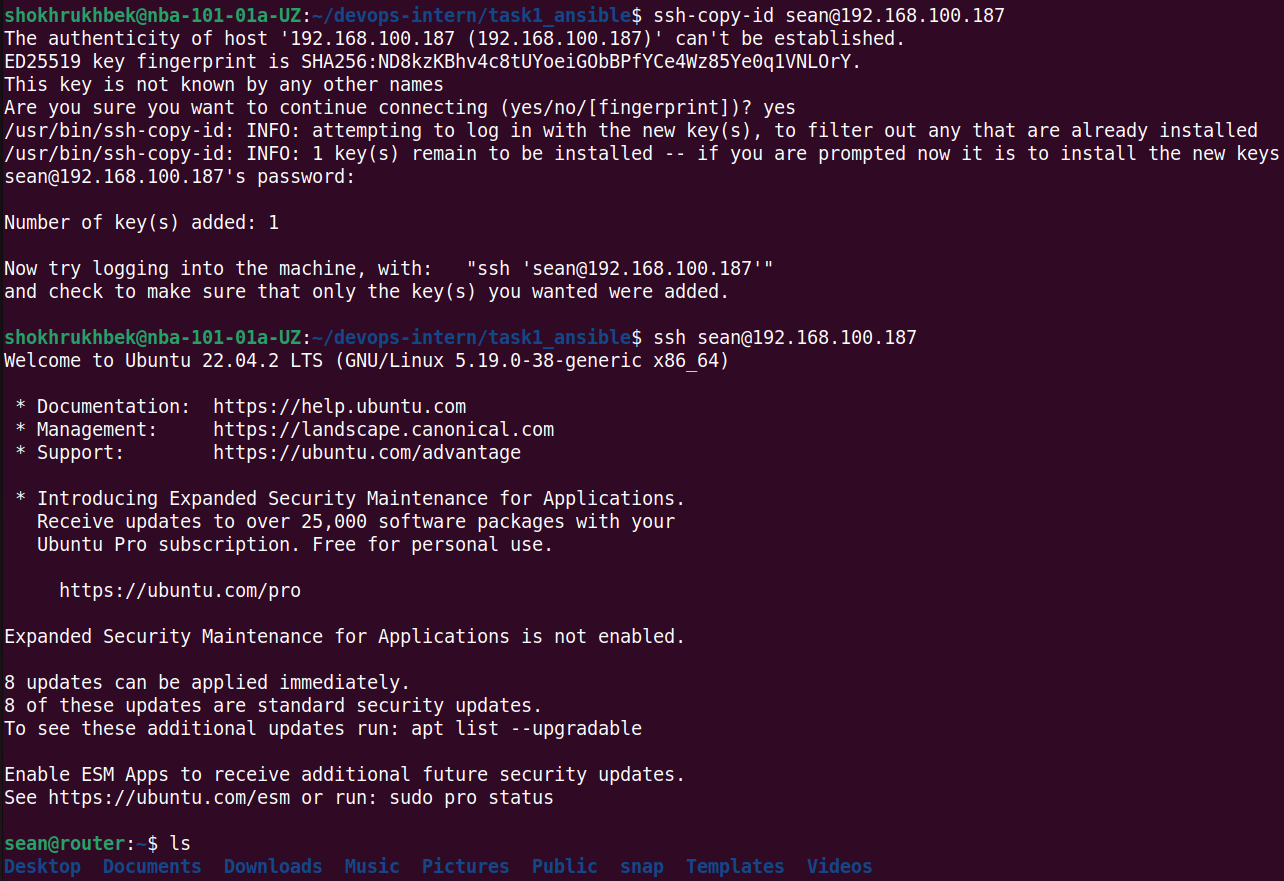 shokhrukhbek@nba-101-01a-UZ:~/devops-intern/task1_ansible$ ssh-copy-id sean@192.168.100.187
The authenticity of host '192.168.100.187 (192.168.100.187)' can't be established.
ED25519 key fingerprint is SHA256:ND8kzKBhv4c8tUYoeiGObBPfYCe4Wz85Ye0q1VNLOrY.
This key is not known by any other names
Are you sure you want to continue connecting (yes/no/[fingerprint])? yes
/usr/bin/ssh-copy-id: INFO: attempting to log in with the new key(s), to filter out any that are already installed
/usr/bin/ssh-copy-id: INFO: 1 key(s) remain to be installed -- if you are prompted now it is to install the new keys
sean@192.168.100.187's password:
Number of key(s) added: 1
Now try logging into the machine, with:   "ssh 'sean@192.168.100.187'"
and check to make sure that only the key(s) you wanted were added.
shokhrukhbek@nba-101-01a-UZ:~/devops-intern/task1_ansible$ ssh sean@192.168.100.187
Welcome to Ubuntu 22.04.2 LTS (GNU/Linux 5.19.0-38-generic x86_64)
 * Documentation:  https://help.ubuntu.com
 * Management:     https://landscape.canonical.com
 * Support:        https://ubuntu.com/advantage
 * Introducing Expanded Security Maintenance for Applications.
   Receive updates to over 25,000 software packages with your
   Ubuntu Pro subscription. Free for personal use.
     https://ubuntu.com/pro
Expanded Security Maintenance for Applications is not enabled.
8 updates can be applied immediately.
8 of these updates are standard security updates.
To see these additional updates run: apt list --upgradable
Enable ESM Apps to receive additional future security updates.
See https://ubuntu.com/esm or run: sudo pro status
sean@router:~$ ls
Desktop  Documents  Downloads  Music  Pictures  Public  snap  Templates  Videos